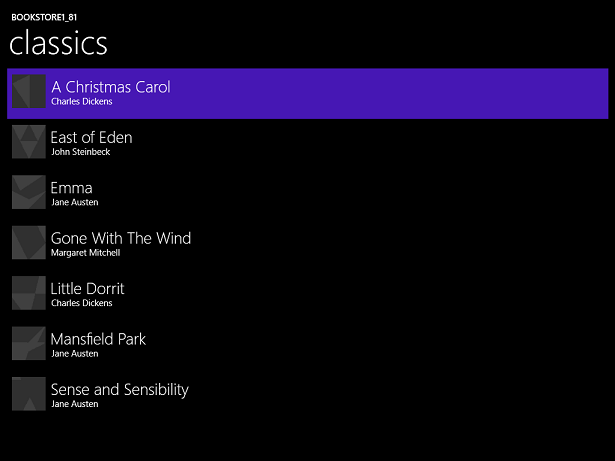 BOOKSTORE1_81
classics
A Christmas Carol
Charles Dickens
East of Eden
John Steinbeck
Emma
Jane Austen
Gone With The Wind
Margaret Mitchell
Little Dorrit
Charles Dickens
Mansfield Park
Jane Austen
Sense and Sensibility
Jane Austen